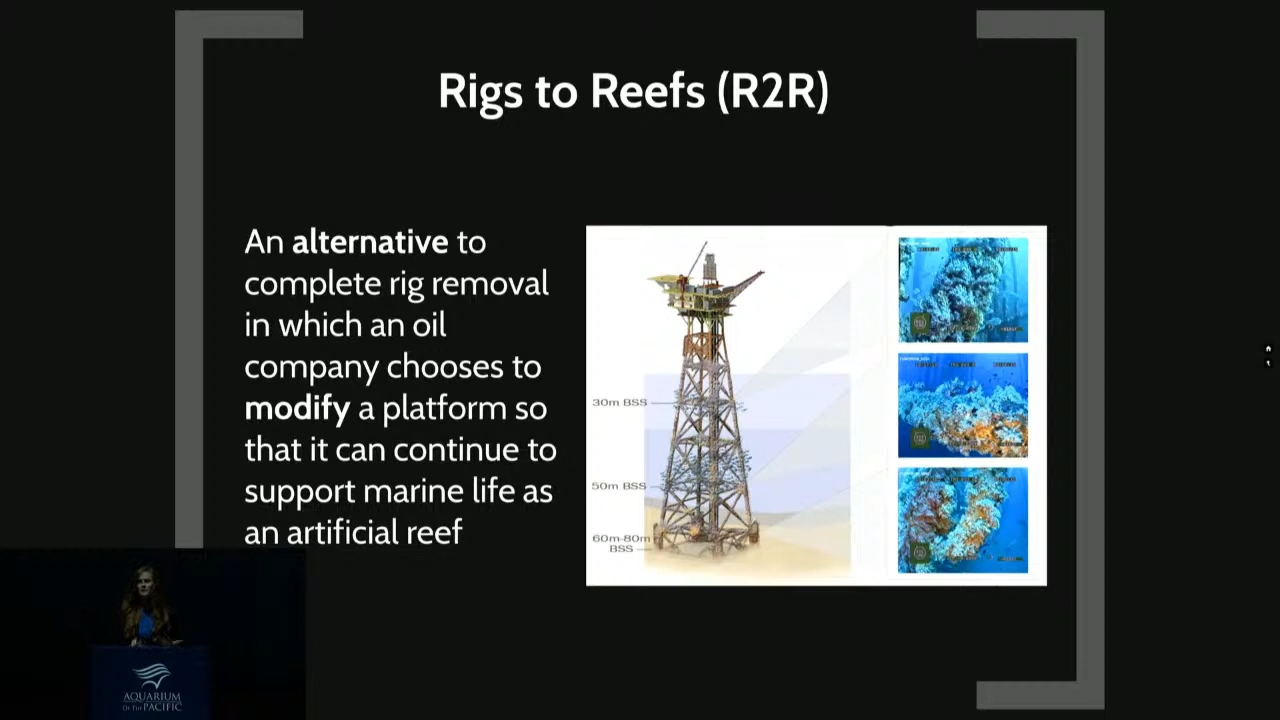 Rigs to Reefs (R2R)
An alternative to
complete rig removal
in which an oil
company chooses to
modify a platform so
that it can continue to
support marine life as
an artificial reef
30m BSS
50m BSS
60m-80m
BSS
AQUARIUM
OF THE PACIFIC